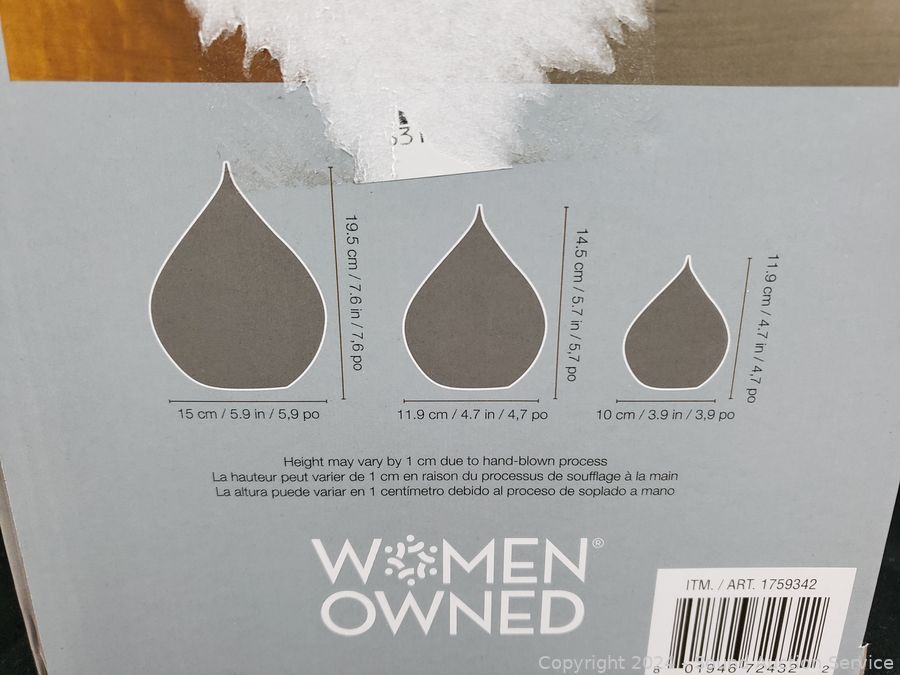 19.5 cm / 7.6 in / 7,6 po
14.5 cm / 5.7 in / 5,7 po
11.9 cm / 4.7 in / 4,7 po
15 cm / 5.9 in / 5,9 po
11.9 cm / 4.7 in / 4,7 po
10 cm / 3.9 in / 3,9 po
Height may vary by 1 cm due to hand-blown process
La hauteur peut varier de 1 cm en raison du processus de soufflage à la main
La altura puede variar en 1 centímetro debido al proceso de soplado a mano
WOMEN®
OWNED
ITM. / ART. 1759342
8 01946 72432 2
Copyright Service